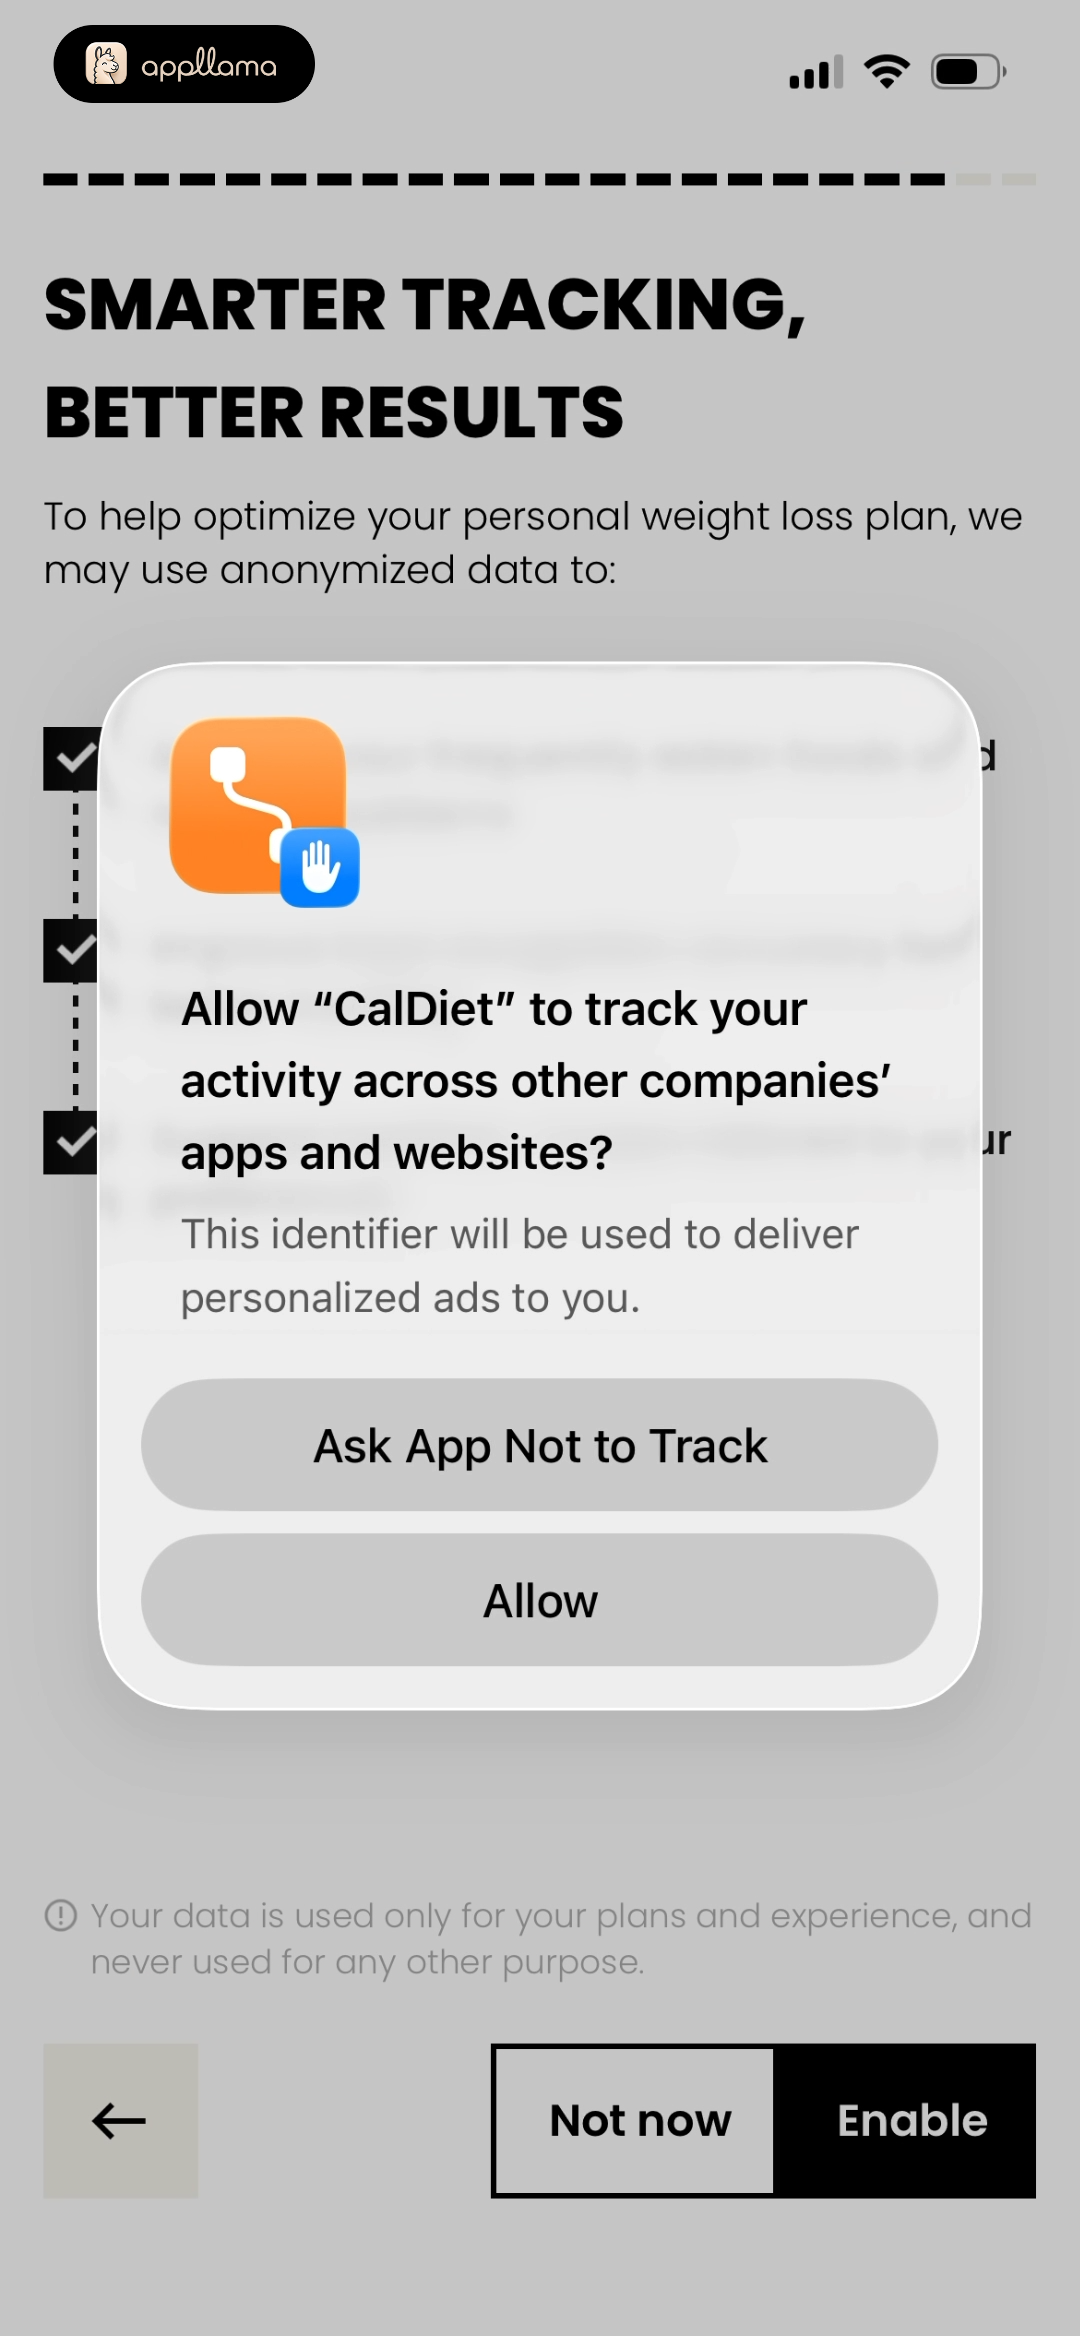 appllama
SMARTER TRACKING,
BETTER RESULTS
To help optimize your personal weight loss plan, we
may use anonymized data to:
Allow “CalDiet” to track your
activity across other companies’
apps and websites?
This identifier will be used to deliver
personalized ads to you.
Ask App Not to Track
Allow
Your data is used only for your plans and experience, and
never used for any other purpose.
Not now
Enable